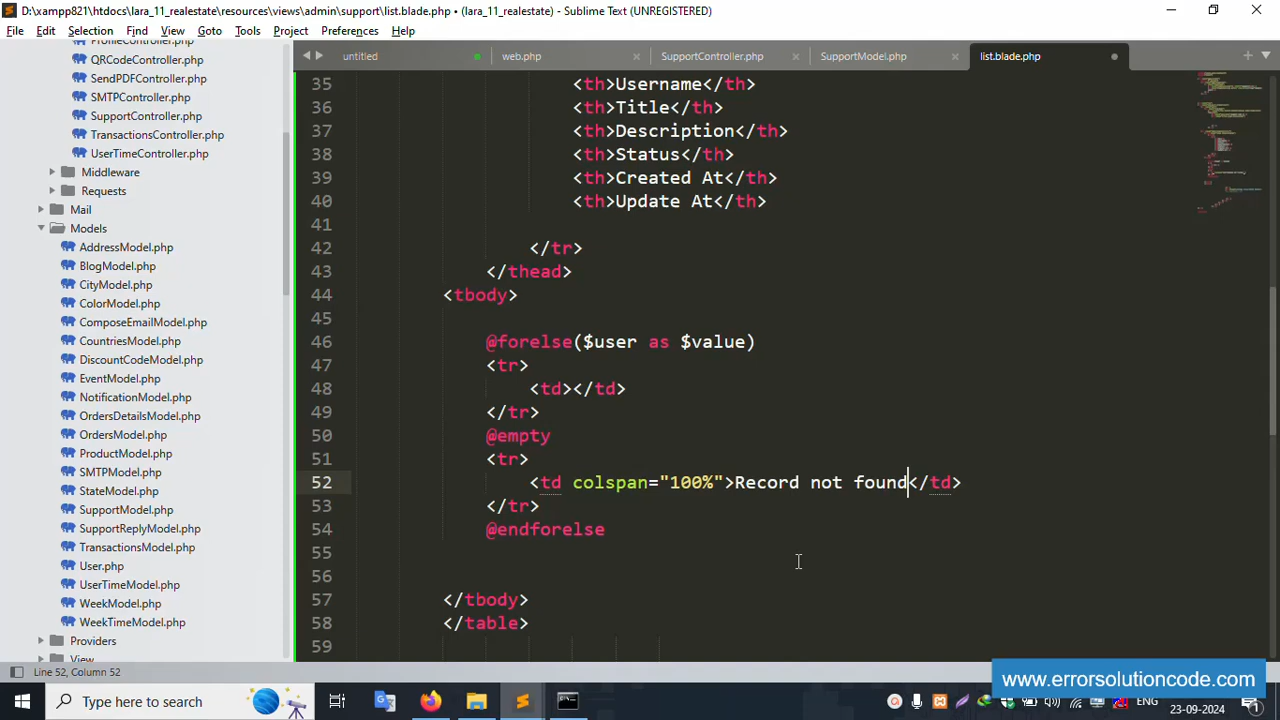 D:\xampp821\htdocs\lara_11_realestate\resources\views\admin\support\list.blade.php • (lara_11_realestate) - Sublime Text (UNREGISTERED)
File Edit Selection Find View Goto Tools Project Preferences Help
untitled web.php SupportController.php SupportModel.php list.blade.php
ProfileController.php
QRCodeController.php
SendPDFController.php
SMTPController.php
SupportController.php
TransactionsController.php
UserTimeController.php
Middleware
Requests
Mail
Models
AddressModel.php
BlogModel.php
CityModel.php
ColorModel.php
ComposeEmailModel.php
CountriesModel.php
DiscountCodeModel.php
EventModel.php
NotificationModel.php
OrdersDetailsModel.php
OrdersModel.php
ProductModel.php
SMTPModel.php
StateModel.php
SupportModel.php
SupportReplyModel.php
TransactionsModel.php
User.php
UserTimeModel.php
WeekModel.php
WeekTimeModel.php
Providers
View
35 <th>Username</th>
36 <th>Title</th>
37 <th>Description</th>
38 <th>Status</th>
39 <th>Created At</th>
40 <th>Update At</th>
41
42 </tr>
43 </thead>
44 <tbody>
45
46 @forelse($user as $value)
47 <tr>
48 <td></td>
49 </tr>
50 @empty
51 <tr>
52 <td colspan="100%">Record not found</td>
53 </tr>
54 @endforelse
55
56
57 </tbody>
58 </table>
59
Line 52, Column 52
www.errorsolutioncode.com
Type here to search
ENG
23-09-2024